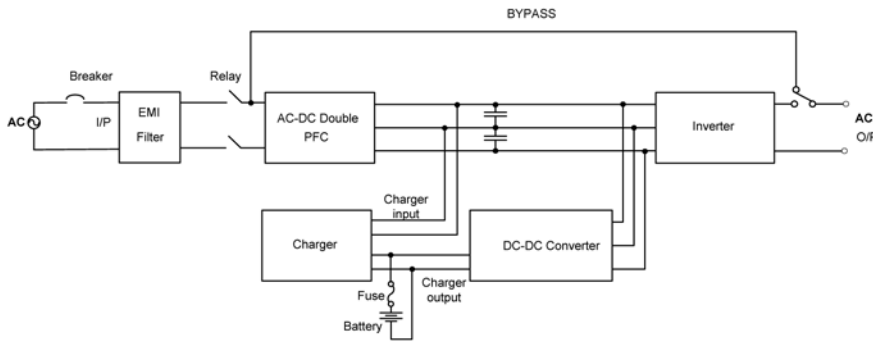 BYPASS
Breaker
Relay
AC
I/P
EMI
Filter
AC-DC Double
PFC
Inverter
AC
O/P
Charger
input
Charger
DC-DC Converter
Charger
output
Fuse
Battery